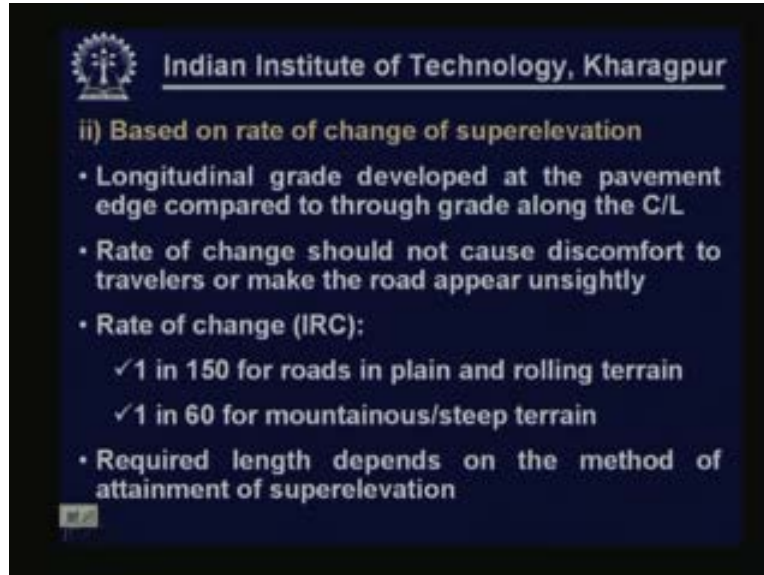 Indian Institute of Technology, Kharagpur
ii) Based on rate of change of superelevation
• Longitudinal grade developed at the pavement
edge compared to through grade along the C/L
• Rate of change should not cause discomfort to
travelers or make the road appear unsightly
• Rate of change (IRC):
✓1 in 150 for roads in plain and rolling terrain
✓1 in 60 for mountainous/steep terrain
• Required length depends on the method of
attainment of superelevation